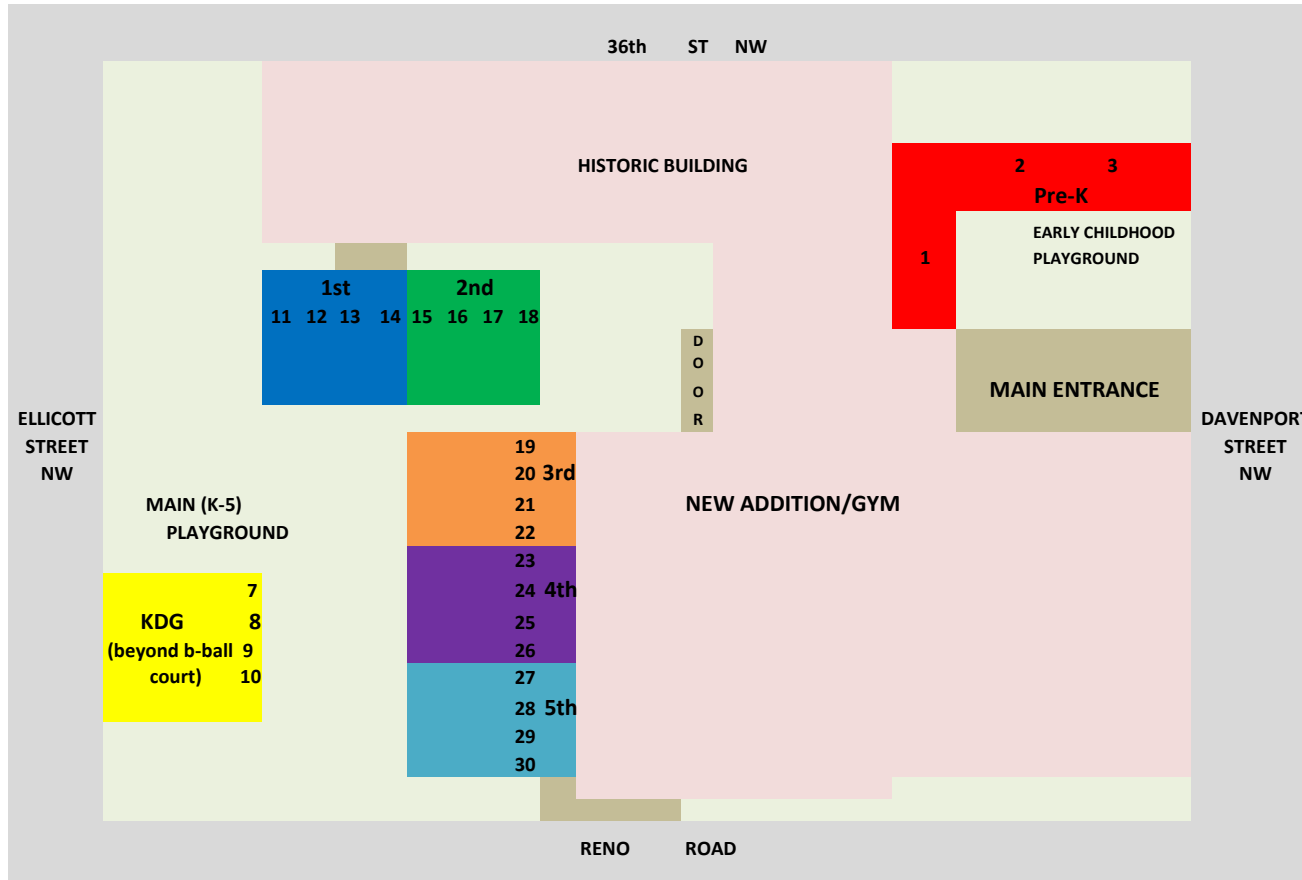 36th ST NW
HISTORIC BUILDING
2 3
Pre-K
EARLY CHILDHOOD
PLAYGROUND
1
1st 2nd
11 12 13 14 15 16 17 18
D
O
O
R
MAIN ENTRANCE
ELLICOTT
STREET
NW
DAVENPORT
STREET
NW
19
20 3rd
21
22
NEW ADDITION/GYM
MAIN (K-5)
PLAYGROUND
23
24 4th
25
26
7
KDG 8
(beyond b-ball 9
court) 10
27
28 5th
29
30
RENO ROAD